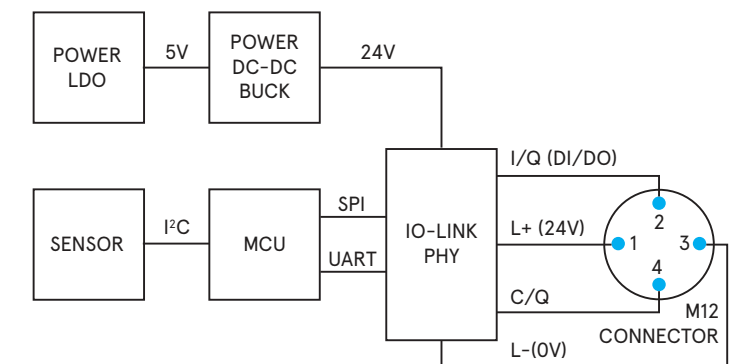 POWER
LDO
5V
POWER
DC-DC
BUCK
24V
SENSOR
I²C
MCU
SPI
UART
IO-LINK
PHY
I/Q (DI/DO)
L+ (24V)
C/Q
L-(0V)
2
1
3
4
M12
CONNECTOR